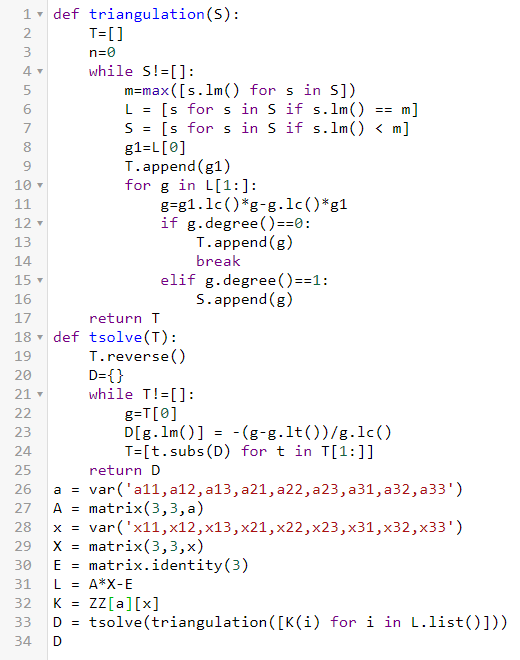 1 def triangulation(S):
2     T=[]
3     n=0
4     while S!=[]:
5         m=max([s.lm() for s in S])
6         L = [s for s in S if s.lm() == m]
7         S = [s for s in S if s.lm() < m]
8         g1=L[0]
9         T.append(g1)
10         for g in L[1:]:
11             g=g1.lc()*g-g.lc()*g1
12             if g.degree()==0:
13                 T.append(g)
14                 break
15             elif g.degree()==1:
16                 S.append(g)
17     return T
18 def tsolve(T):
19     T.reverse()
20     D={}
21     while T!=[]:
22         g=T[0]
23         D[g.lm()] = -(g-g.lt())/g.lc()
24         T=[t.subs(D) for t in T[1:]]
25     return D
26 a = var('a11,a12,a13,a21,a22,a23,a31,a32,a33')
27 A = matrix(3,3,a)
28 x = var('x11,x12,x13,x21,x22,x23,x31,x32,x33')
29 X = matrix(3,3,x)
30 E = matrix.identity(3)
31 L = A*X-E
32 K = ZZ[a][x]
33 D = tsolve(triangulation([K(i) for i in L.list()]))
34 D